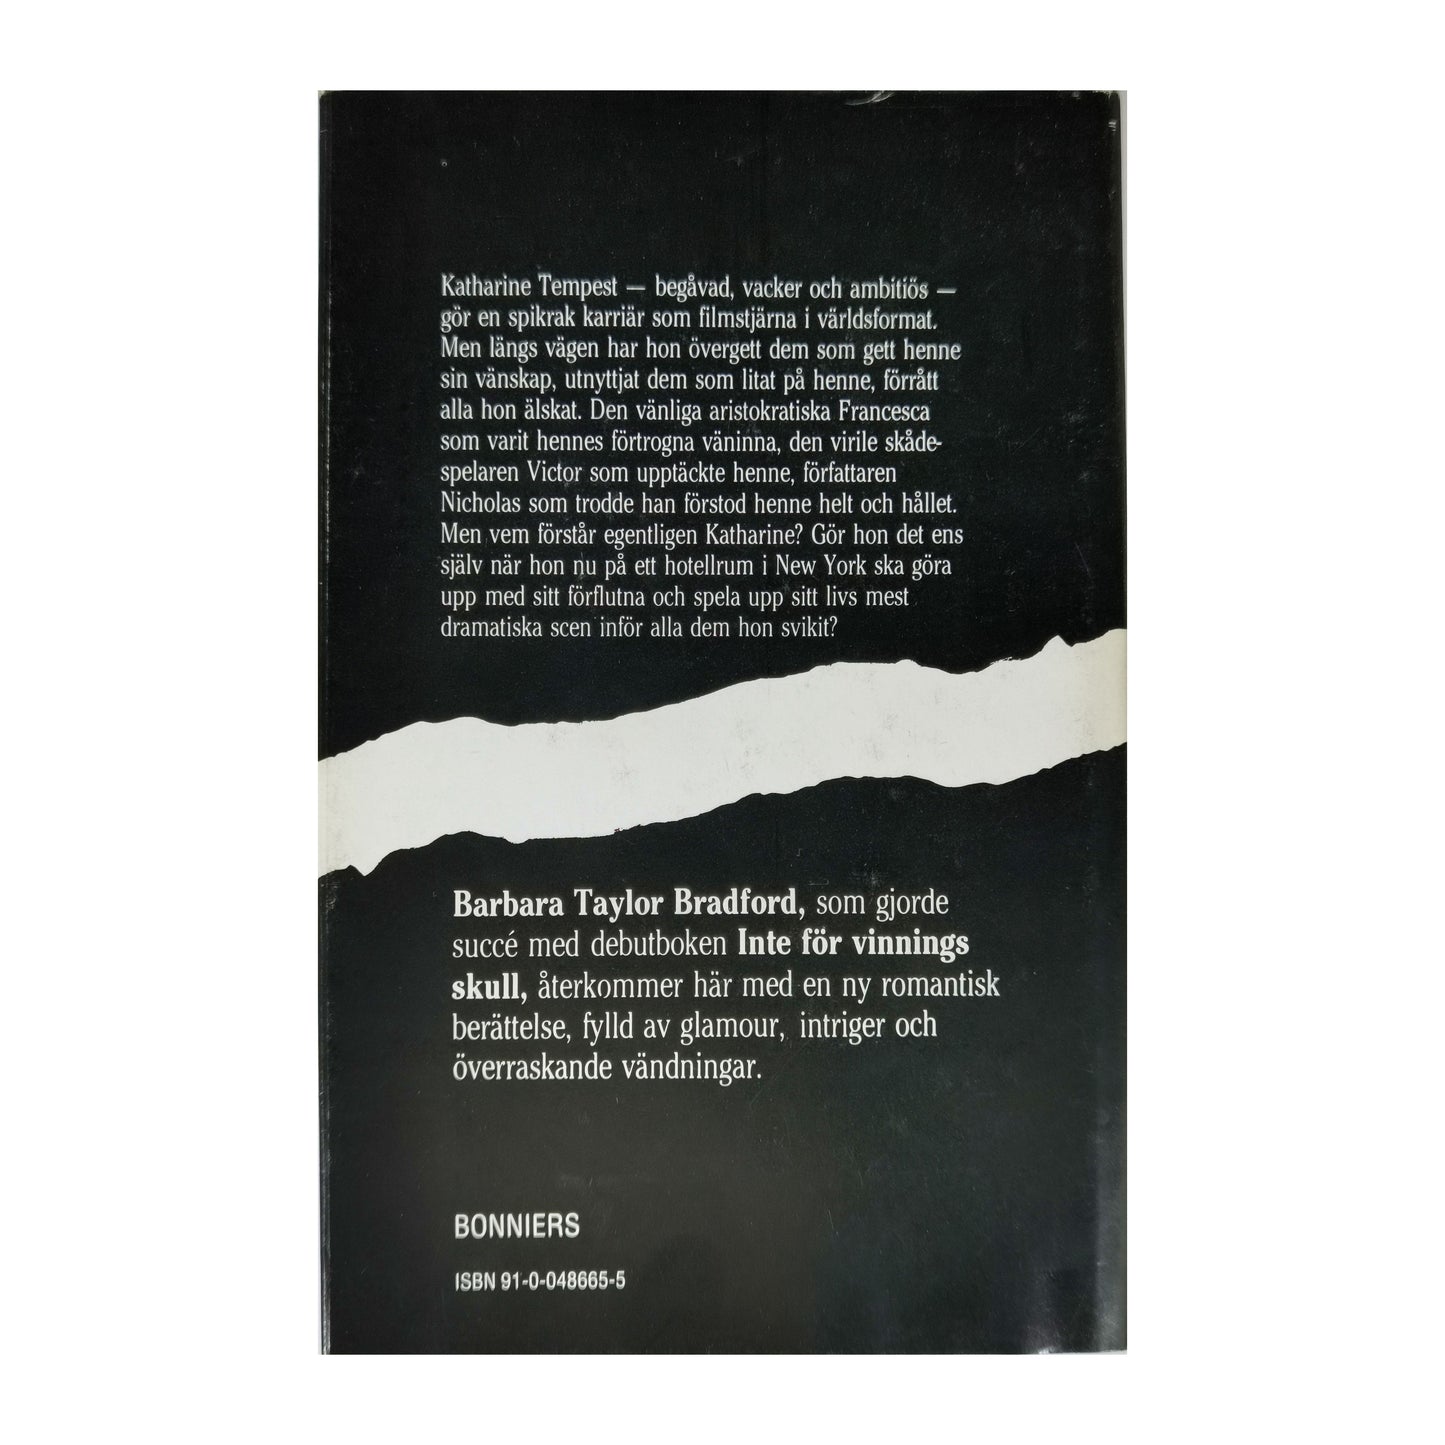 Katharine Tempest — begåvad, vacker och ambitiös —
gör en spikrak karriär som filmstjärna i världsformat.
Men längs vägen har hon övergett dem som gett henne
sin vänskap, utnyttjat dem som litat på henne, förrått
alla hon älskat. Den vänliga aristokratiska Francesca
som varit hennes förtrogna väninna, den virile skåde-
spelaren Victor som upptäckte henne, författaren
Nicholas som trodde han förstod henne helt och hållet.
Men vem förstår egentligen Katharine? Gör hon det ens
själv när hon nu på ett hotellrum i New York ska göra
upp med sitt förflutna och spela upp sitt livs mest
dramatiska scen inför alla dem hon svikit?
Barbara Taylor Bradford, som gjorde
succé med debutboken Inte för vinnings
skull, återkommer här med en ny romantisk
berättelse, fylld av glamour, intriger och
överraskande vändningar.
BONNIERS
ISBN 91-0-048665-5